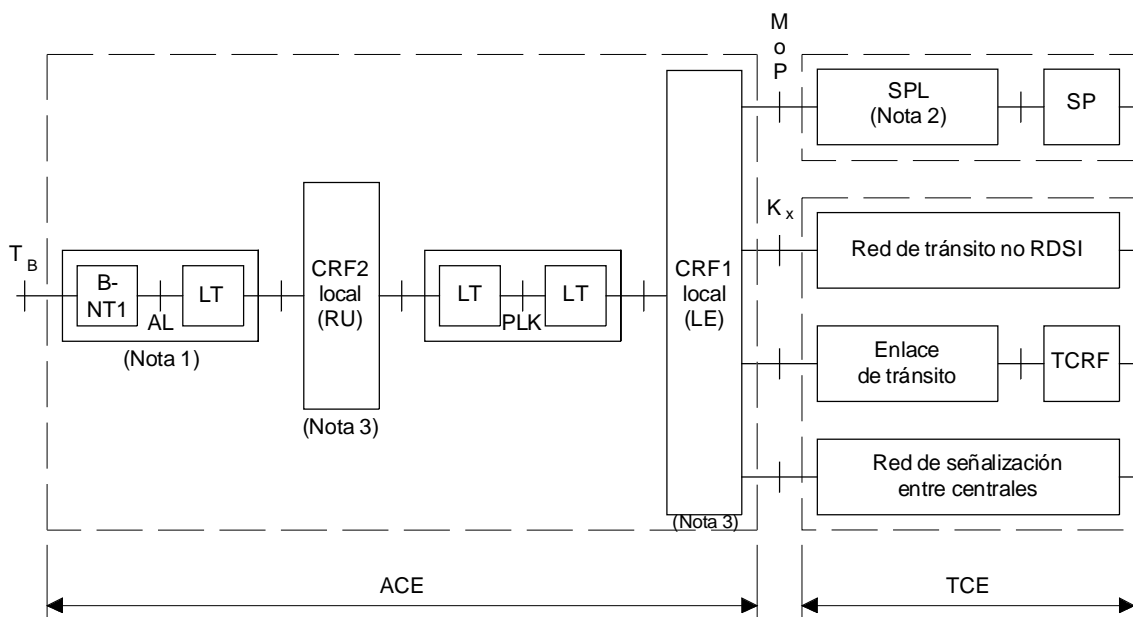 M
o
P
SPL
(Nota 2)
SP
K x
Red de tránsito no RDSI
T B
B-
NT1
AL
LT
(Nota 1)
CRF2
local
(RU)
(Nota 3)
LT
PLK
LT
CRF1
local
(LE)
(Nota 3)
Enlace
de tránsito
TCRF
Red de señalización
entre centrales
ACE
TCE